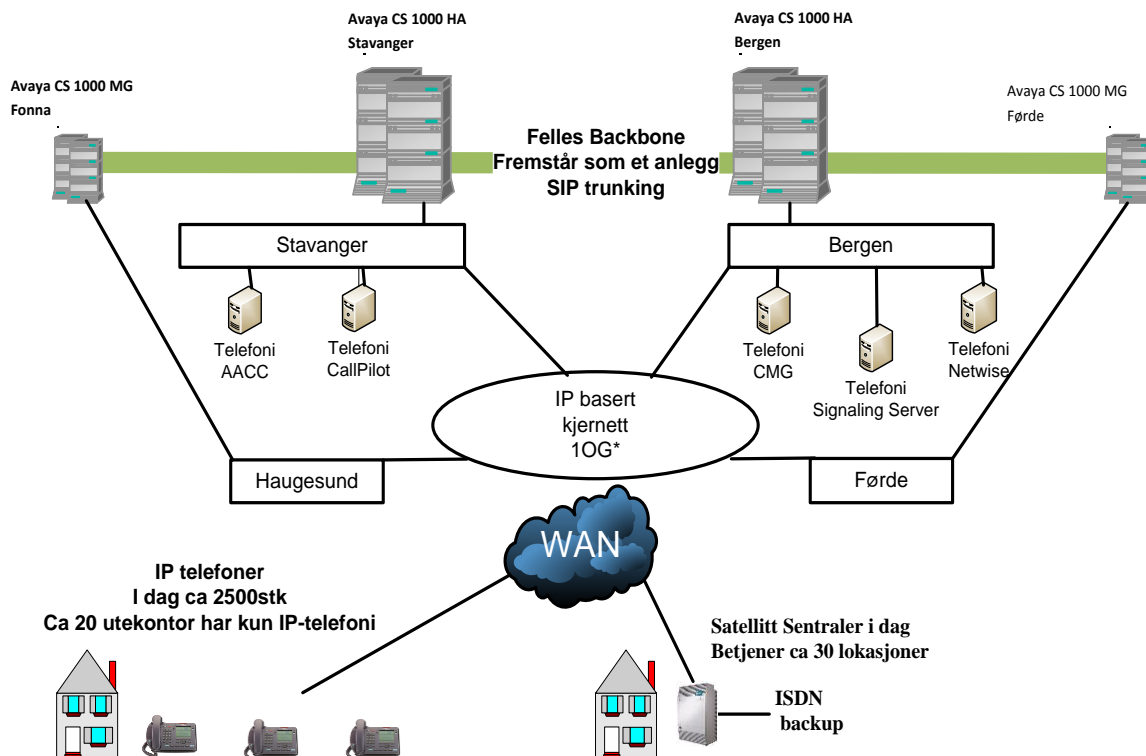 Avaya CS 1000 HA
Stavanger
Avaya CS 1000 HA
Bergen
Avaya CS 1000 MG
Fonna
Avaya CS 1000 MG
Førde
Felles Backbone
Fremstår som et anlegg
SIP trunking
Stavanger
Bergen
Telefoni
AACC
Telefoni
CallPilot
Telefoni
CMG
Telefoni
Signaling Server
Telefoni
Netwise
IP basert
kjernett
1OG*
Haugesund
Førde
WAN
IP telefoner
I dag ca 2500stk
Ca 20 utekontor har kun IP-telefoni
Satellitt Sentraler i dag
Betjener ca 30 lokasjoner
ISDN
backup